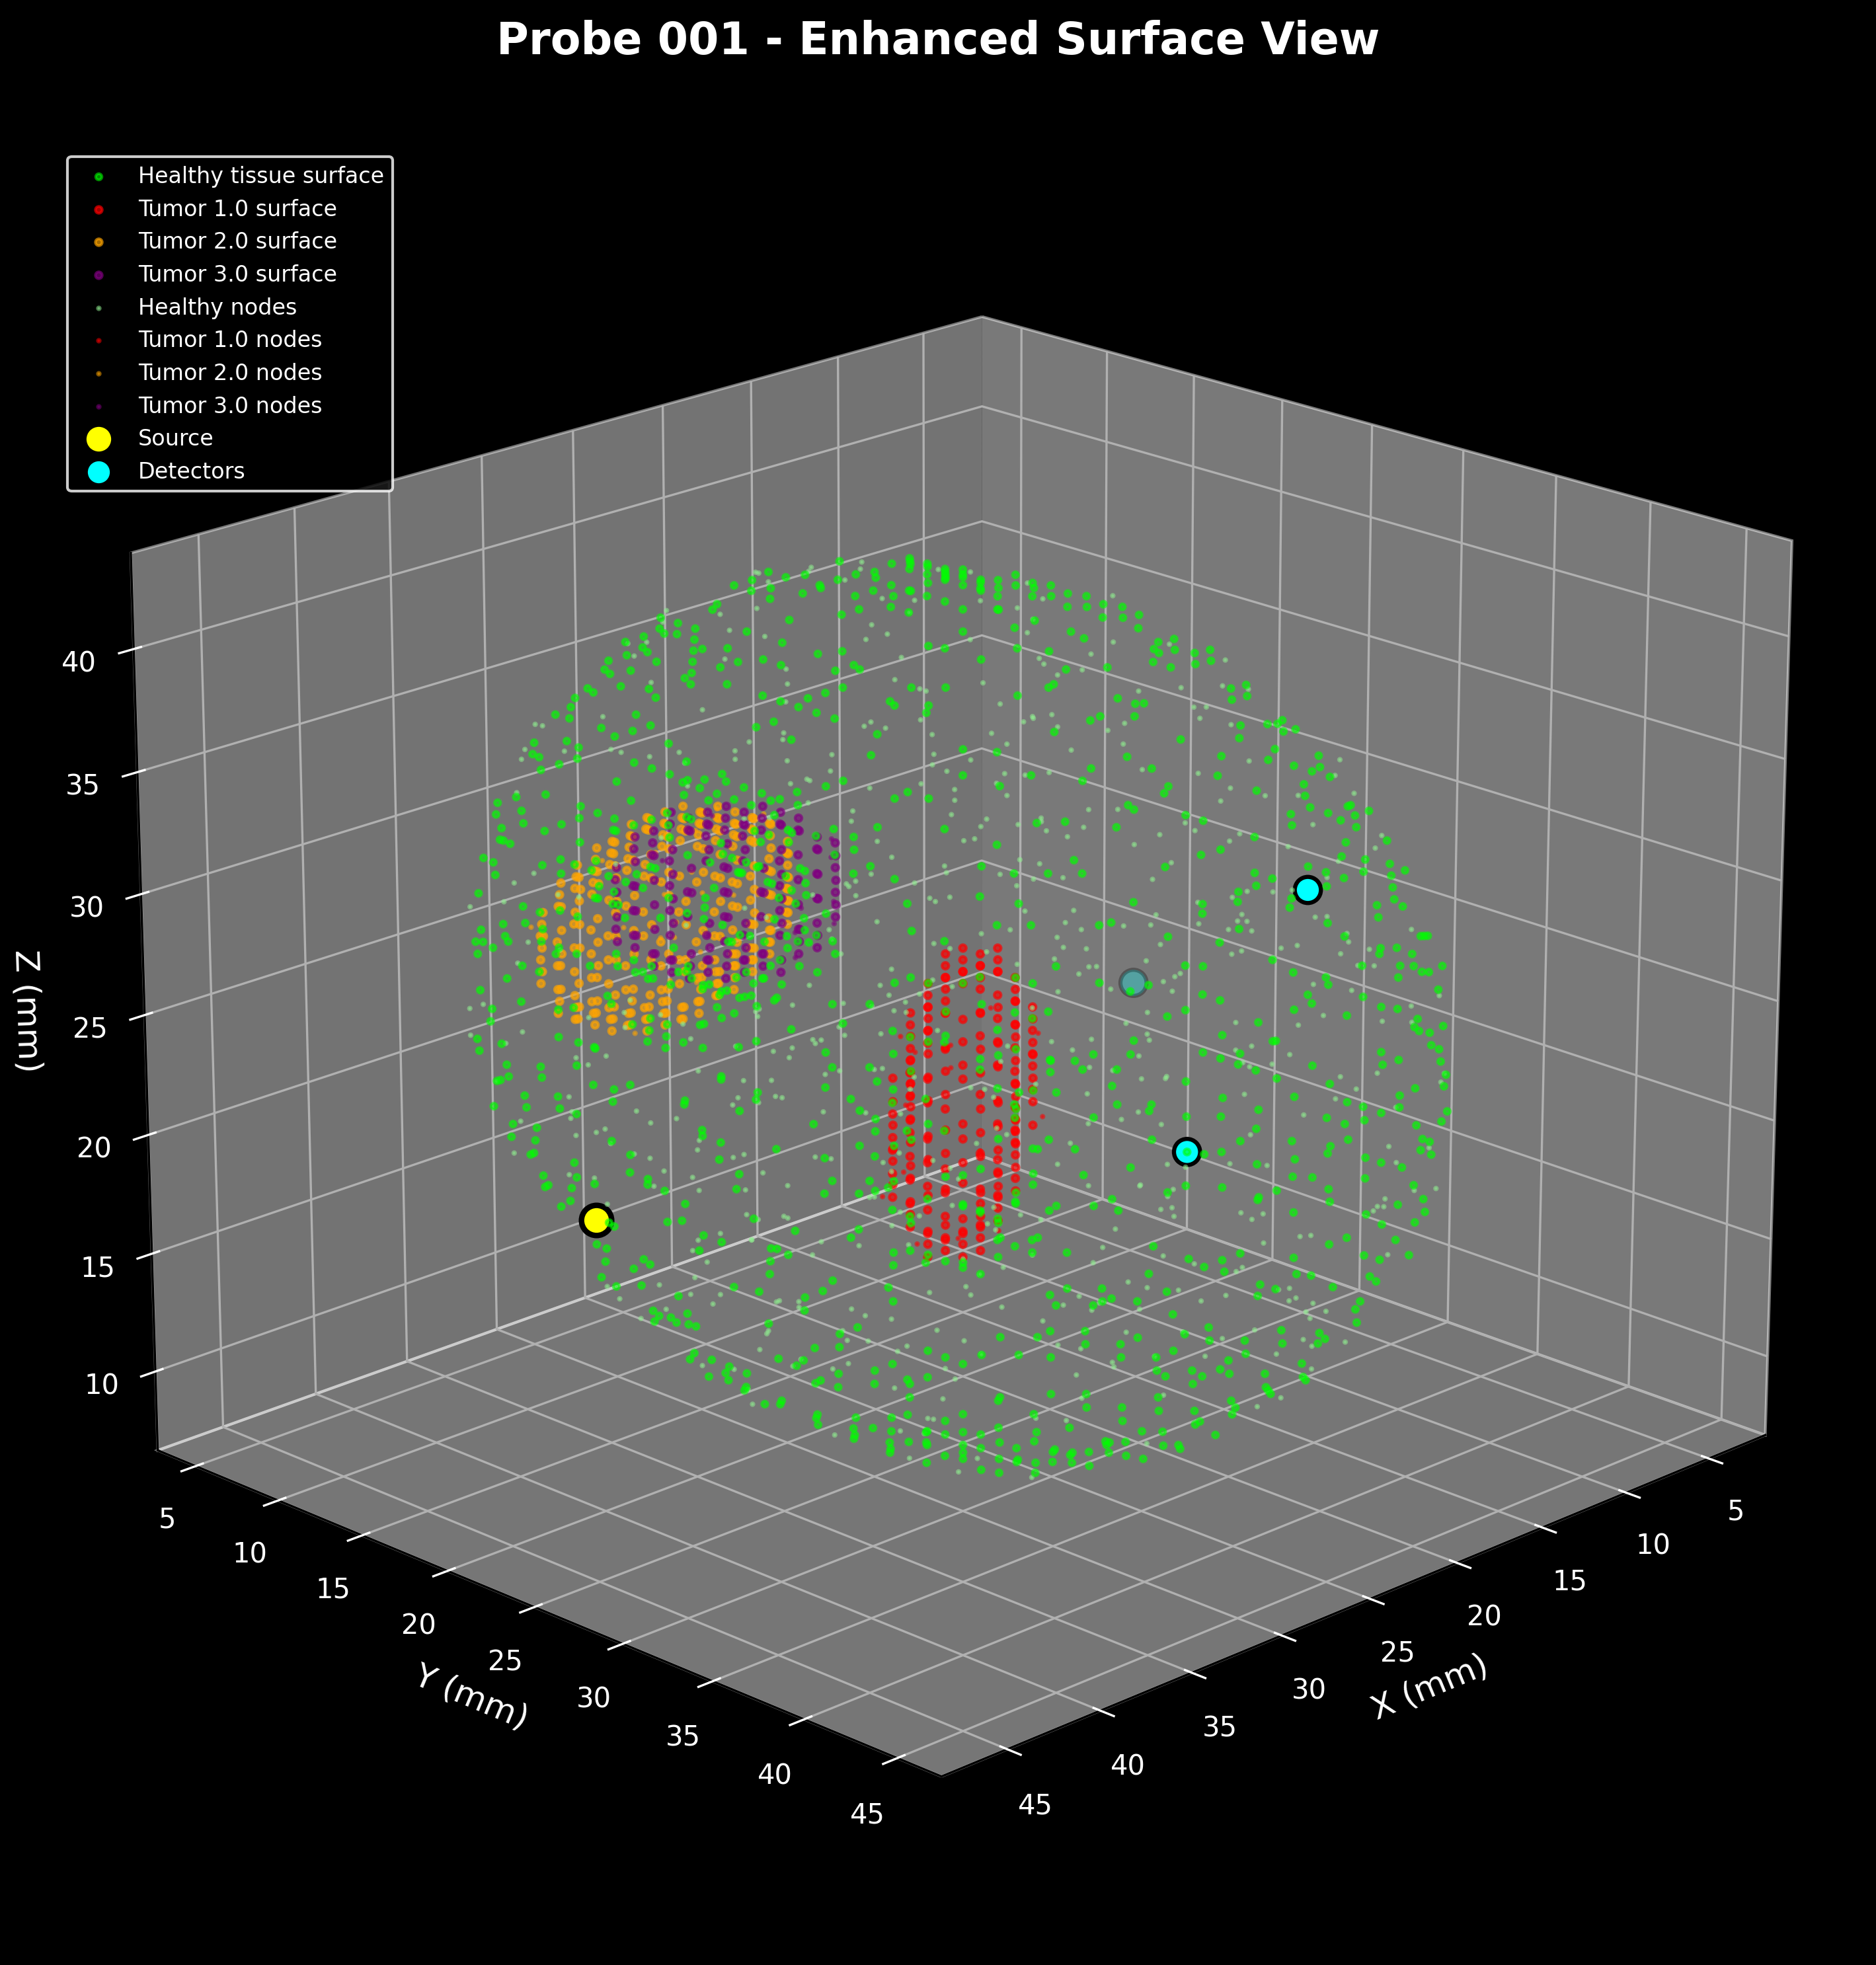 Probe 001 - Enhanced Surface View
Healthy tissue surface
Tumor 1.0 surface
Tumor 2.0 surface
Tumor 3.0 surface
Healthy nodes
Tumor 1.0 nodes
Tumor 2.0 nodes
Tumor 3.0 nodes
Source
Detectors
40
35
30
25
20
15
10
Z (mm)
5
10
15
20
25
30
35
40
45
Y (mm)
5
10
15
20
25
30
35
40
45
X (mm)